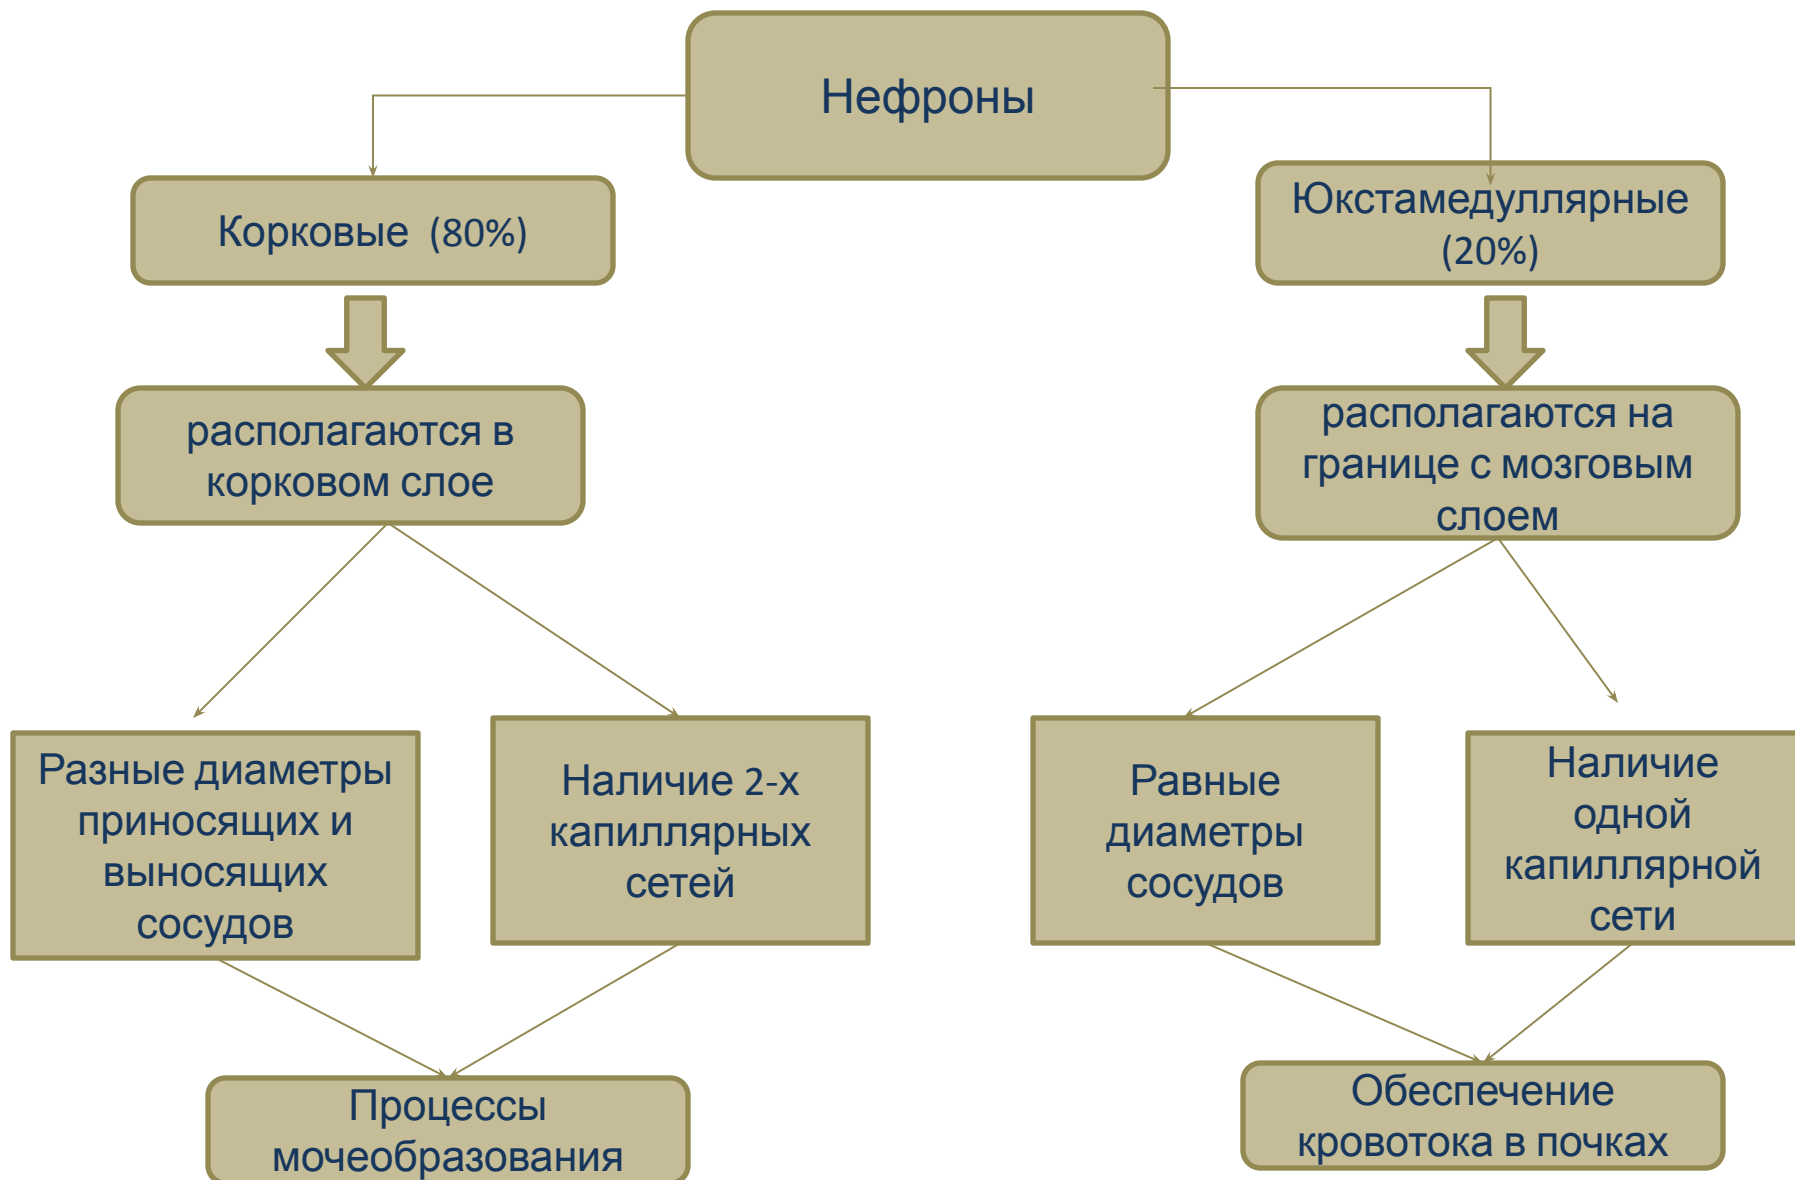 Нефроны
Корковые (80%)
Юкстамедуллярные
(20%)
располагаются в
корковом слое
располагаются на
границе с мозговым
слоем
Разные диаметры
приносящих и
выносящих
сосудов
Наличие 2-х
капиллярных
сетей
Равные
диаметры
сосудов
Наличие
одной
капиллярной
сети
Процессы
мочеобразования
Обеспечение
кровотока в почках